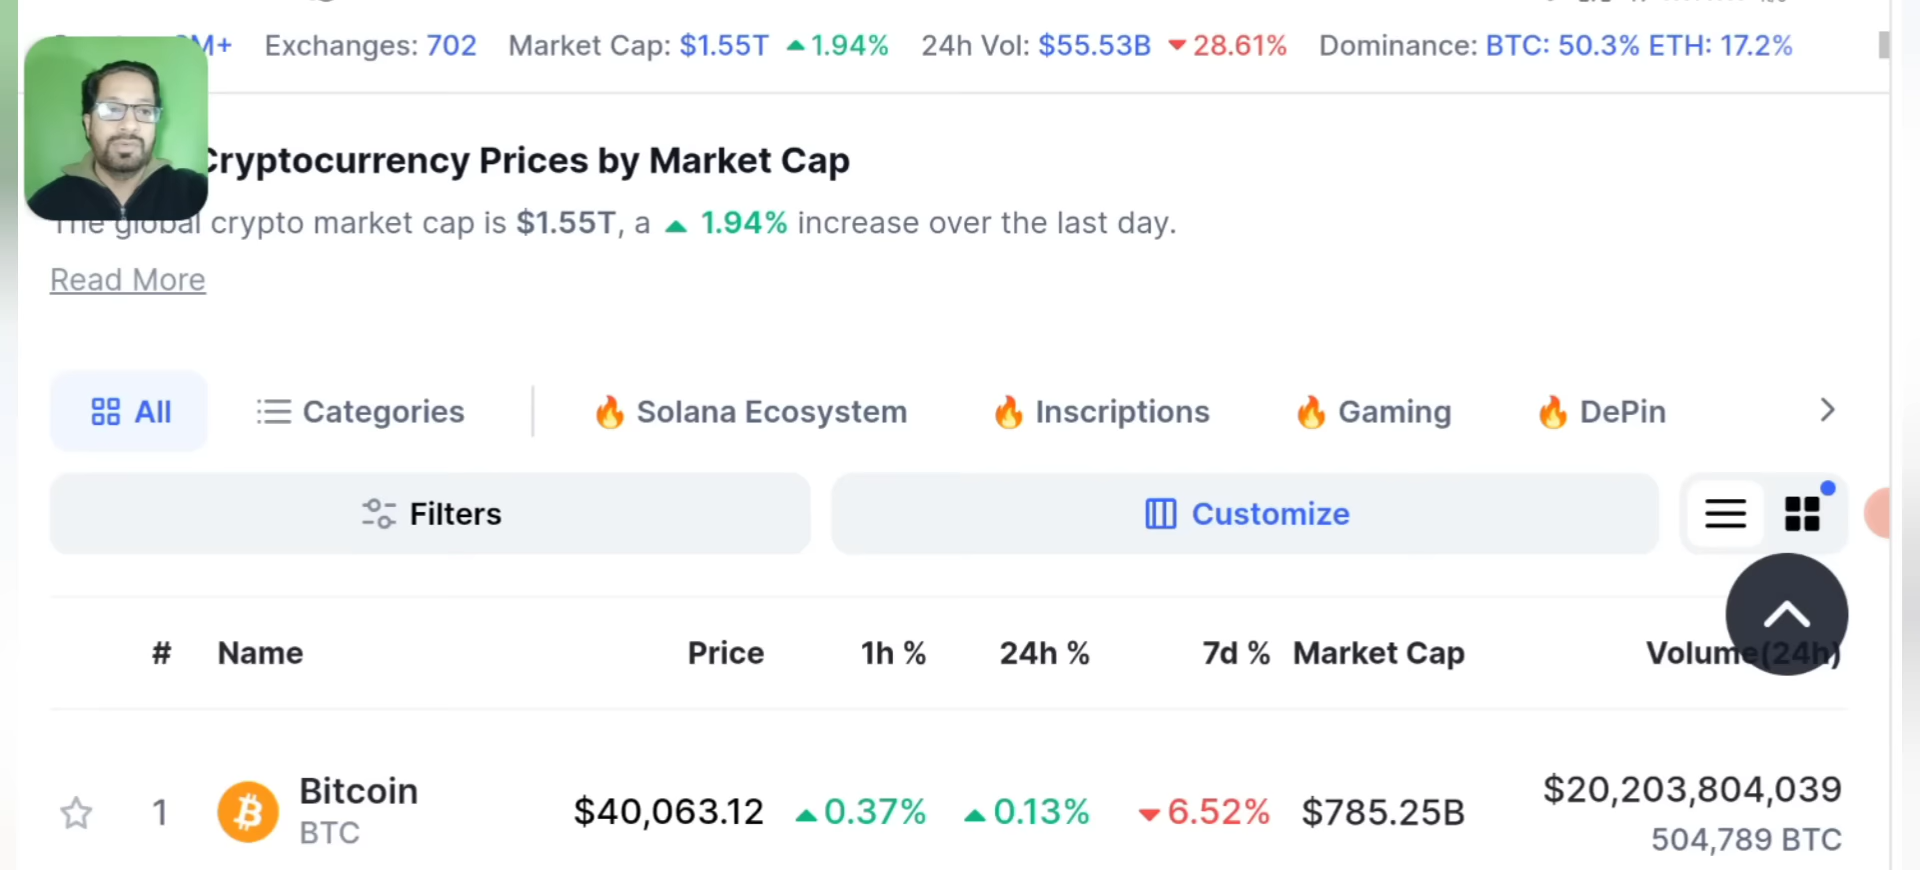 M+ Exchanges: 702 Market Cap: $1.55T 1.94% 24h Vol: $55.53B 28.61% Dominance: BTC: 50.3% ETH: 17.2%
Cryptocurrency Prices by Market Cap
The global crypto market cap is $1.55T, a 1.94% increase over the last day.
Read More
All Categories Solana Ecosystem Inscriptions Gaming DePin
Filters Customize
# Name Price 1h % 24h % 7d % Market Cap Volume(24h)
1 Bitcoin BTC $40,063.12 0.37% 0.13% 6.52% $785.25B $20,203,804,039
504,789 BTC